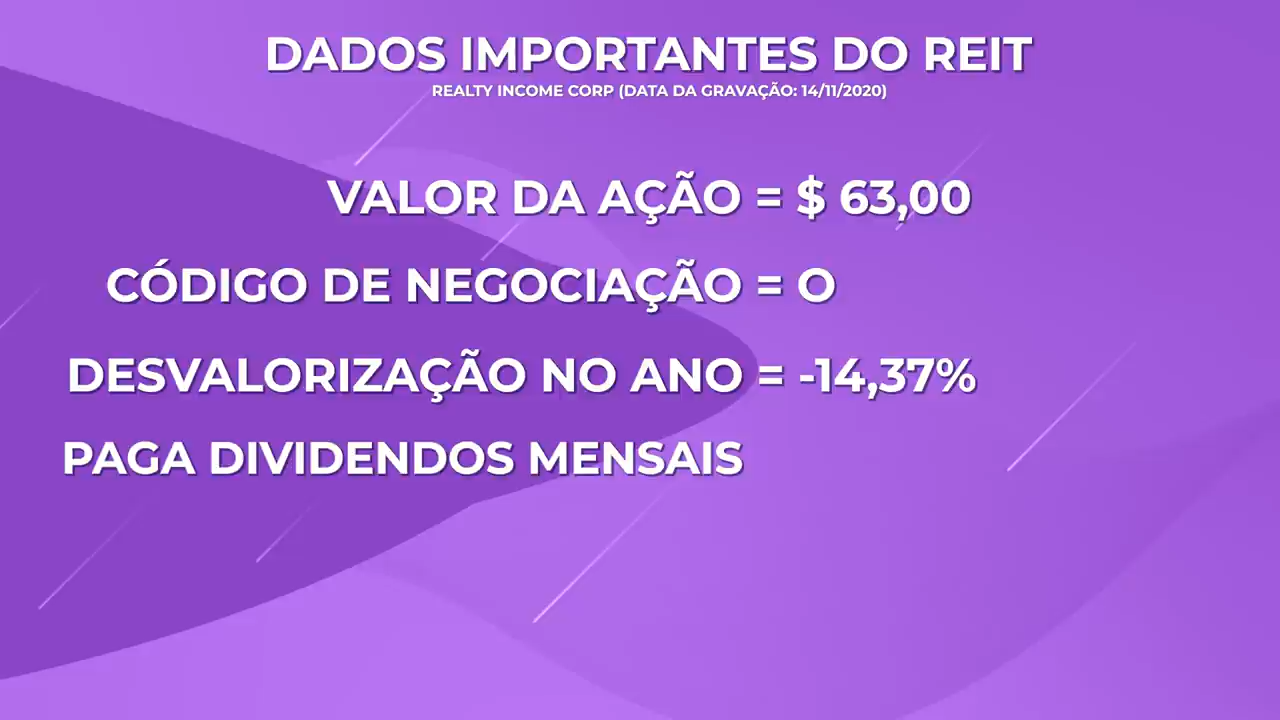 DADOS IMPORTANTES DO REIT
REALTY INCOME CORP (DATA DA GRAVAÇÃO: 14/11/2020)
VALOR DA AÇÃO = $ 63,00
CÓDIGO DE NEGOCIAÇÃO = O
DESVALORIZAÇÃO NO ANO = -14,37%
PAGA DIVIDENDOS MENSAIS